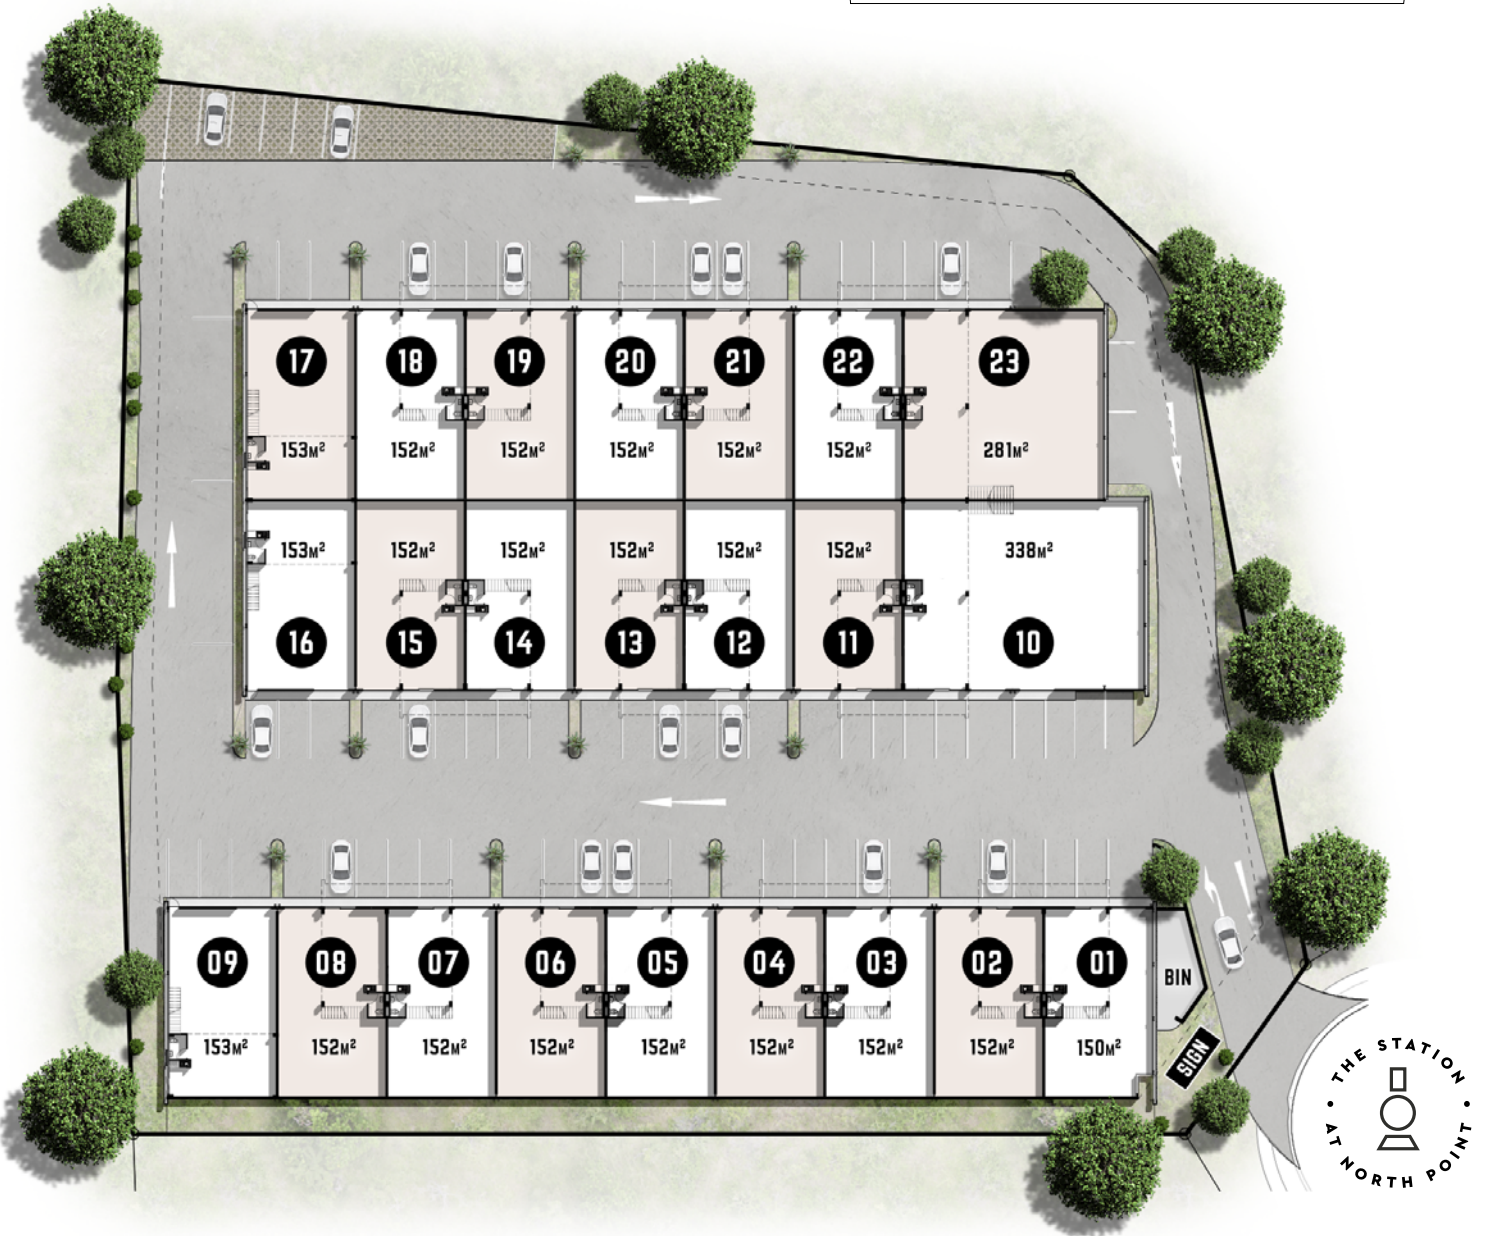 17
18
19
20
21
22
23
153M²
152M²
152M²
152M²
152M²
152M²
281M²
153M²
152M²
152M²
152M²
152M²
152M²
338M²
16
15
14
13
12
11
10
09
08
07
06
05
04
03
02
01
BIN
153M²
152M²
152M²
152M²
152M²
152M²
152M²
152M²
150M²
SIGN
• THE STATION •
AT NORTH POINT